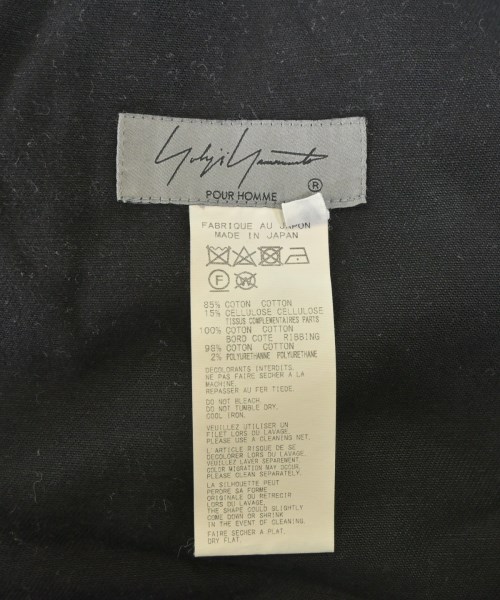 Yohji Yamamoto
POUR HOMME ®
FABRIQUE AU JAPON
MADE IN JAPAN
F W
85% COTON COTTON
15% CELLULOSE CELLULOSE
TISSUS COMPLEMENTAIRES PARTS
100% COTON COTTON
BORD COTE RIBBING
98% COTON COTTON
2% POLYURETHANNE POLYURETHANE
DECOLORANTS INTERDITS.
NE PAS FAIRE SECHER A LA
MACHINE.
REPASSER AU FER TIEDE.
DO NOT BLEACH.
DO NOT TUMBLE DRY.
COOL IRON.
VEUILLEZ UTILISER UN
FILET LORS DU LAVAGE.
PLEASE USE A CLEANING NET.
L'ARTICLE RISQUE DE SE
DECOLORER LORS DU LAVAGE.
VEUILLEZ LAVER SEPAREMENT.
COLOR MIGRATION MAY OCCUR.
PLEASE CLEAN SEPARATELY.
LA SILHOUETTE PEUT
PERDRE SA FORME
ORIGINALE OU RETRECIR
LORS DU LAVAGE.
THE SHAPE COULD SLIGHTLY
COME DOWN OR SHRINK
IN THE EVENT OF CLEANING.
FAIRE SECHER A PLAT.
DRY FLAT.